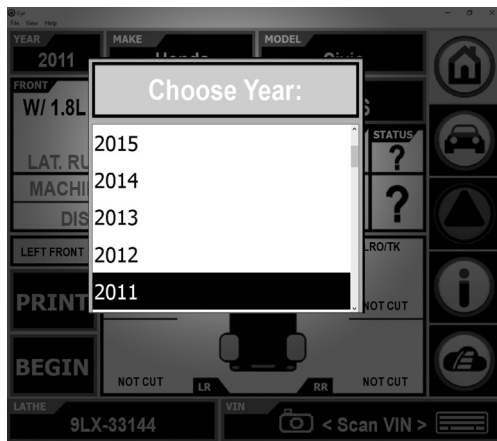 Gyr
File View Help
YEAR
2011
MAKE
MODEL
FRONT
W/ 1.8L
Choose Year:
2015
2014
2013
2012
2011
STATUS
?
?
LAT. RU
MACHI
DIS
LEFT FRONT
LRO/TK
PRINT
NOT CUT
BEGIN
NOT CUT
LR
RR
NOT CUT
LATHE
9LX-33144
VIN
< Scan VIN >